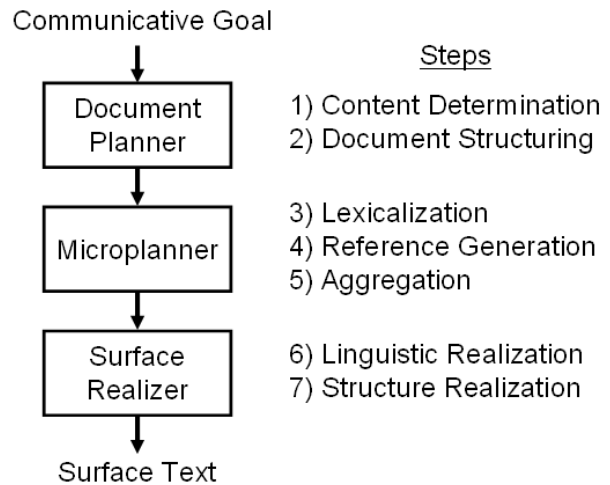 Communicative Goal
Steps
Document
Planner
1) Content Determination
2) Document Structuring
Microplanner
3) Lexicalization
4) Reference Generation
5) Aggregation
Surface
Realizer
6) Linguistic Realization
7) Structure Realization
Surface Text